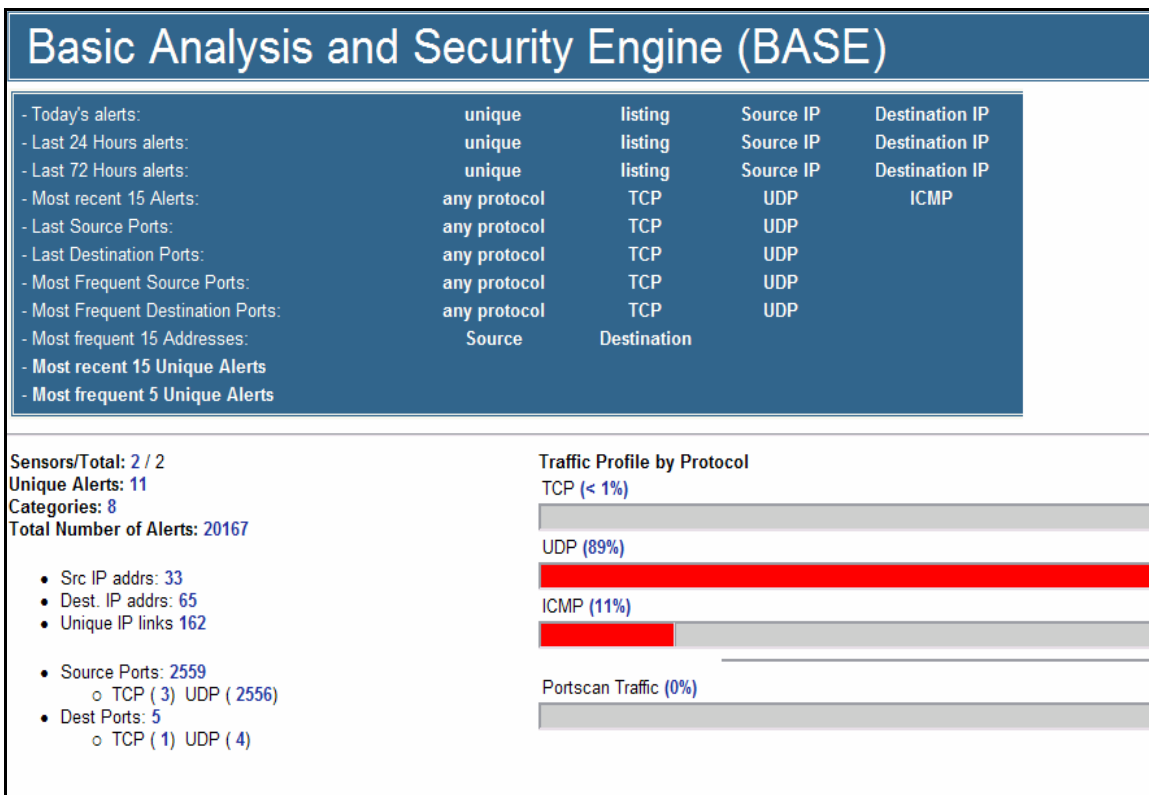 Basic Analysis and Security Engine (BASE)
- Today's alerts: unique listing Source IP Destination IP
- Last 24 Hours alerts: unique listing Source IP Destination IP
- Last 72 Hours alerts: unique listing Source IP Destination IP
- Most recent 15 Alerts: any protocol TCP UDP ICMP
- Last Source Ports: any protocol TCP UDP
- Last Destination Ports: any protocol TCP UDP
- Most Frequent Source Ports: any protocol TCP UDP
- Most Frequent Destination Ports: any protocol TCP UDP
- Most frequent 15 Addresses: Source Destination
- Most recent 15 Unique Alerts
- Most frequent 5 Unique Alerts
Sensors/Total: 2 / 2
Unique Alerts: 11
Categories: 8
Total Number of Alerts: 20167
• Src IP addrs: 33
• Dest. IP addrs: 65
• Unique IP links 162
• Source Ports: 2559
○ TCP ( 3) UDP ( 2556)
• Dest Ports: 5
○ TCP ( 1) UDP ( 4)
Traffic Profile by Protocol
TCP (< 1%)
UDP (89%)
ICMP (11%)
Portscan Traffic (0%)